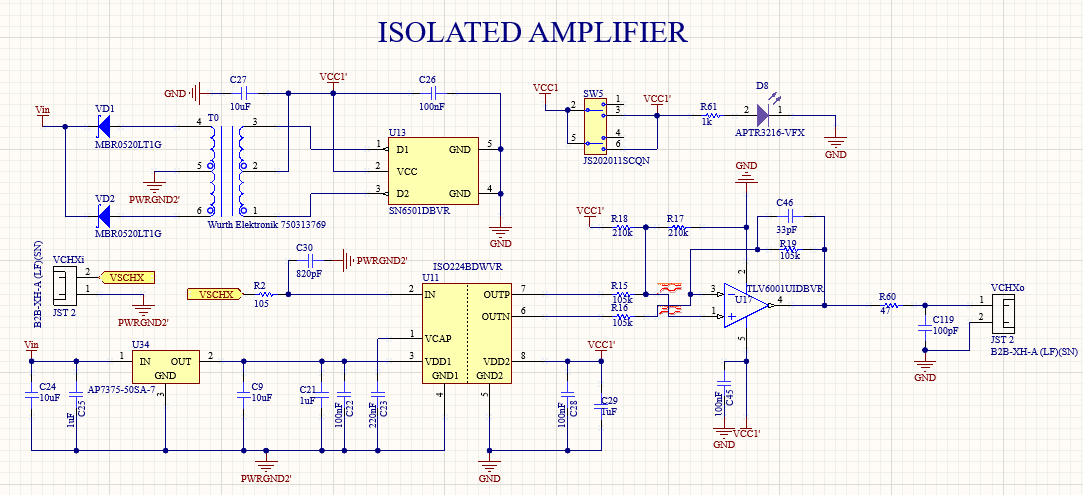 ISOLATED AMPLIFIER
C27
GND
10uF
VCC1'
C26
100nF
Vin
VD1
MBR0520LT1G
VD2
MBR0520LT1G
PWRGND2'
T0
4
5
6
3
2
1
Wurth Elektronik 750313769
U13
1 D1 GND 5
2 VCC
3 D2 GND 4
SN6501DBVR
GND
VCC1
SW5
2
5
1
3
4
6
JS202011SCQN
VCC1'
R61
1k
D8
2 1
APTR3216-VFX
GND
GND
VCC1'
R18
210k
R17
210k
C46
33pF
R19
105k
B2B-XH-A (LF)(SN)
VCHXi
2
1
JST 2
VSCHX
PWRGND2'
VSCHX
R2
105
C30
820pF
PWRGND2'
ISO224BDWVR
U11
2 IN OUTP 7
OUTN 6
1 VCAP
3 VDD1 VDD2 8
GND1 GND2
4 5
R15
105k
R16
105k
TLV6001UIDBVR
U17
3
1
+
2
4
5
R60
47
C119
100pF
GND
VCHXo
1
2
JST 2
B2B-XH-A (LF)(SN)
Vin
U34
1 IN OUT 2
GND
3
AP7375-50SA-7
C24
10uF
C25
1uF
C9
10uF
C21
1uF
C22
100nF
C23
220nF
PWRGND2'
C28
100nF
C29
1uF
VCC1'
GND
C45
100nF
GND
VCC1'